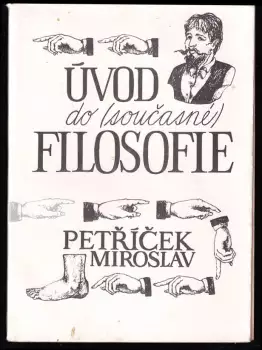 ÚVOD
do (současné)
FILOSOFIE
PETŘÍČEK
MIROSLAV